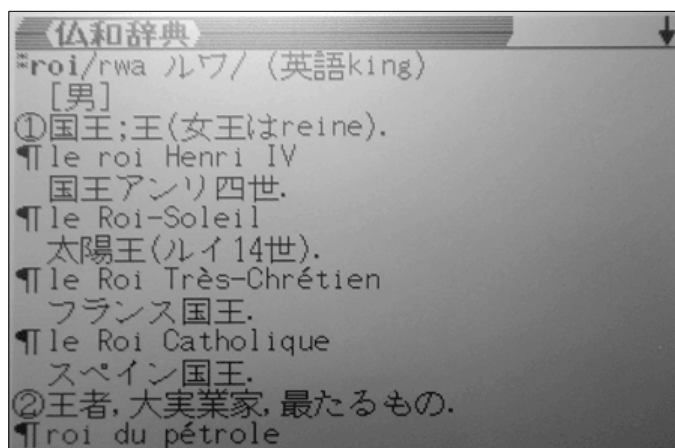 仏和辞典
*roi/rwa ルワ/ (英語king)
[男]
①国王;王(女王はreine).
¶le roi Henri IV
国王アンリ四世.
¶le Roi-Soleil
太陽王(ルイ14世).
¶le Roi Très-Chrétien
フランス国王.
¶le Roi Catholique
スペイン国王.
②王者,大実業家,最たるもの.
¶roi du pétrole